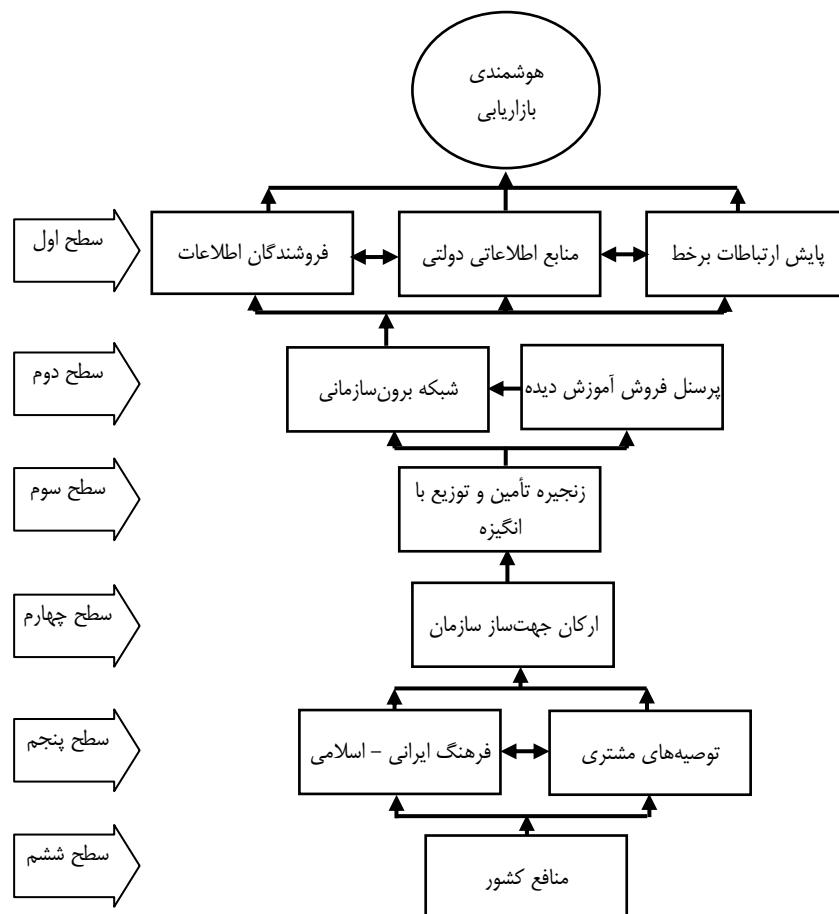 هوشمندی
بازاریابی
سطح اول
پایش ارتباطات برخط
منابع اطلاعاتی دولتی
فروشندگان اطلاعات
سطح دوم
پرسنل فروش آموزش دیده
شبکه برون‌سازمانی
سطح سوم
زنجیره تأمین و توزیع با
انگیزه
سطح چهارم
ارکان جهت‌ساز سازمان
سطح پنجم
توصیه‌های مشتری
فرهنگ ایرانی – اسلامی
سطح ششم
منافع کشور